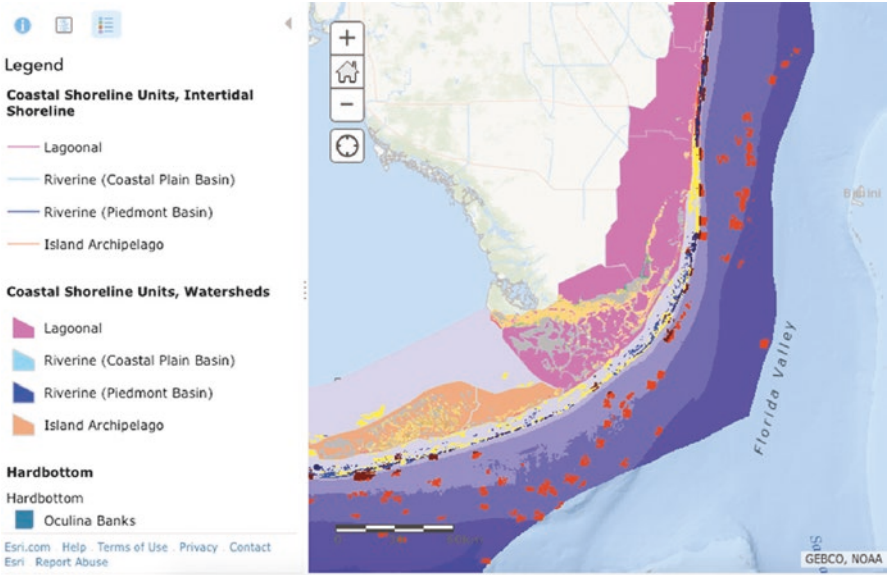 Legend
Coastal Shoreline Units, Intertidal
Shoreline
Lagoonal
Riverine (Coastal Plain Basin)
Riverine (Piedmont Basin)
Island Archipelago
Coastal Shoreline Units, Watersheds
Lagoonal
Riverine (Coastal Plain Basin)
Riverine (Piedmont Basin)
Island Archipelago
Hardbottom
Hardbottom
Oculina Banks
Esri.com . Help . Terms of Use . Privacy . Contact
Esri . Report Abuse
+
−
Bimini
Florida Valley
0
GEBCO, NOAA